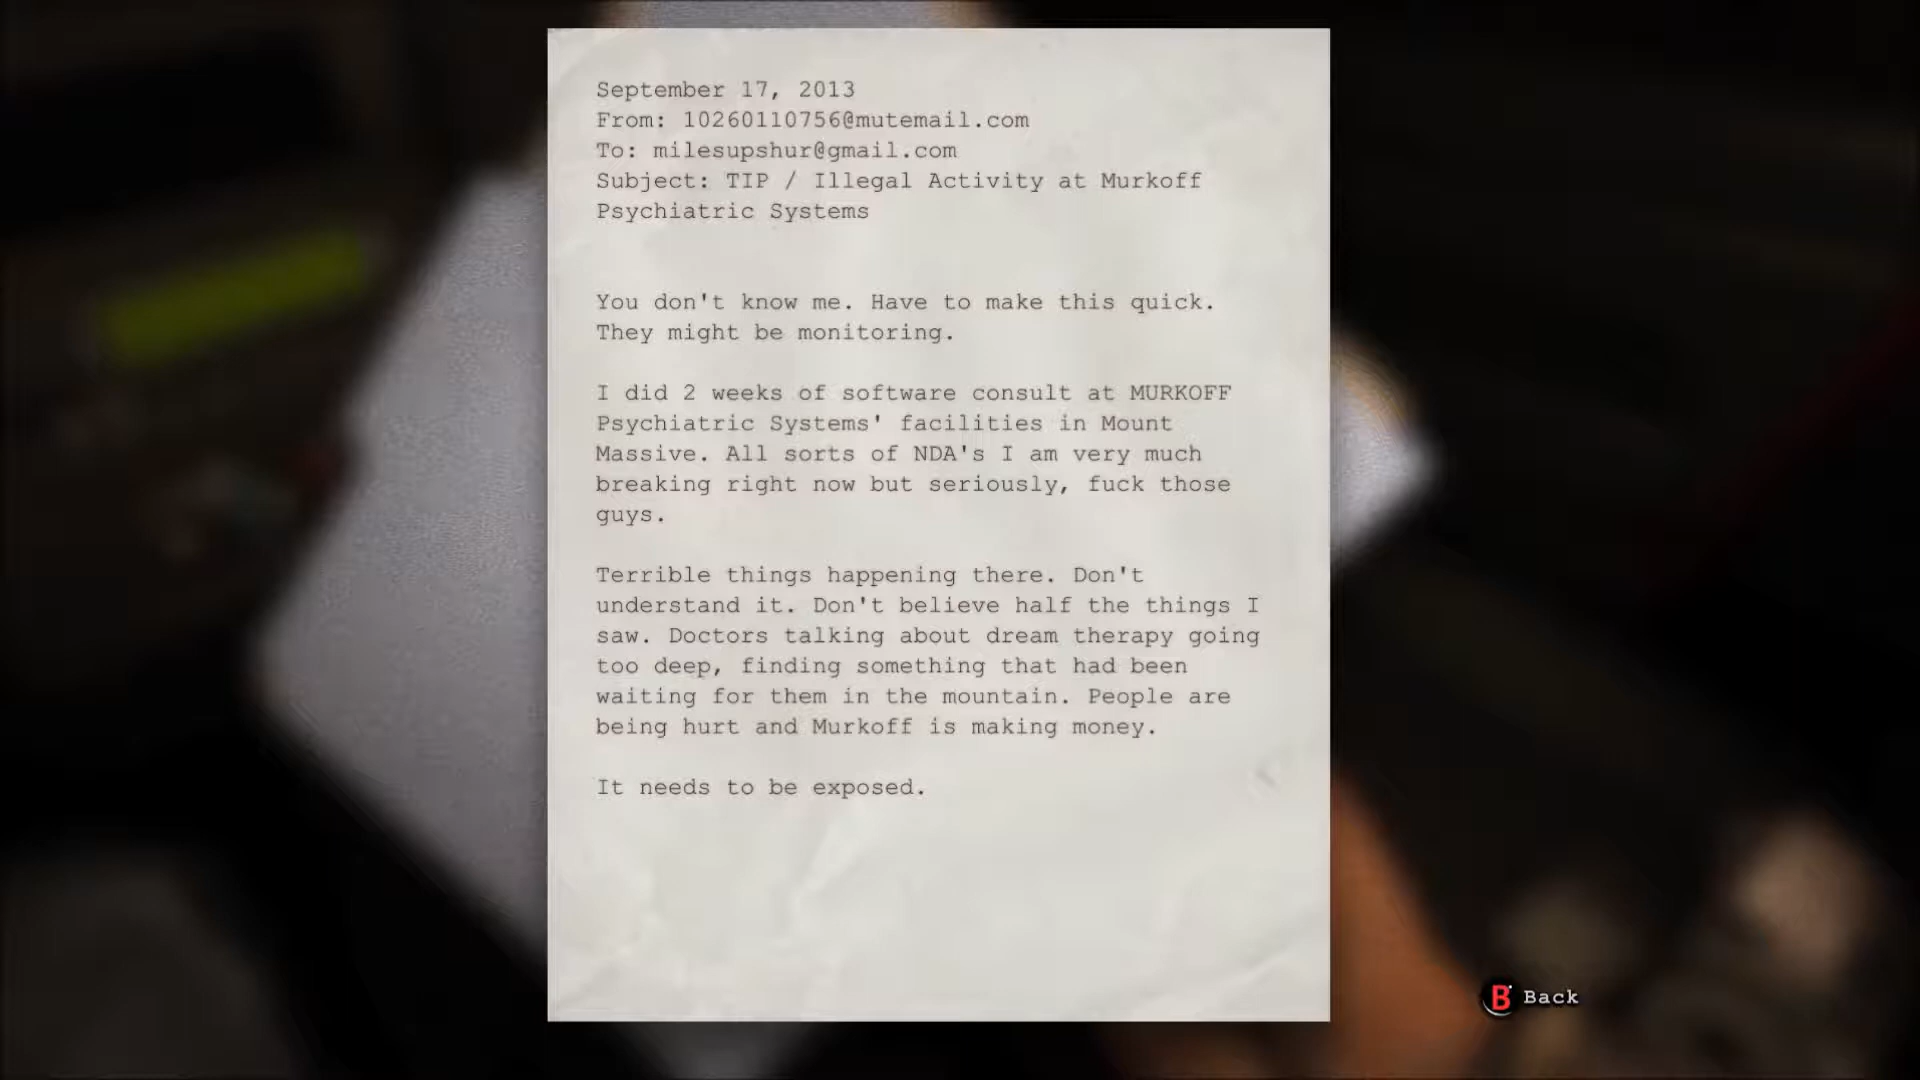 September 17, 2013
From: 10260110756@mutemail.com
To: milesupshur@gmail.com
Subject: TIP / Illegal Activity at Murkoff
Psychiatric Systems
You don't know me. Have to make this quick.
They might be monitoring.
I did 2 weeks of software consult at MURKOFF
Psychiatric Systems' facilities in Mount
Massive. All sorts of NDA's I am very much
breaking right now but seriously, fuck those
guys.
Terrible things happening there. Don't
understand it. Don't believe half the things I
saw. Doctors talking about dream therapy going
too deep, finding something that had been
waiting for them in the mountain. People are
being hurt and Murkoff is making money.
It needs to be exposed.
B Back